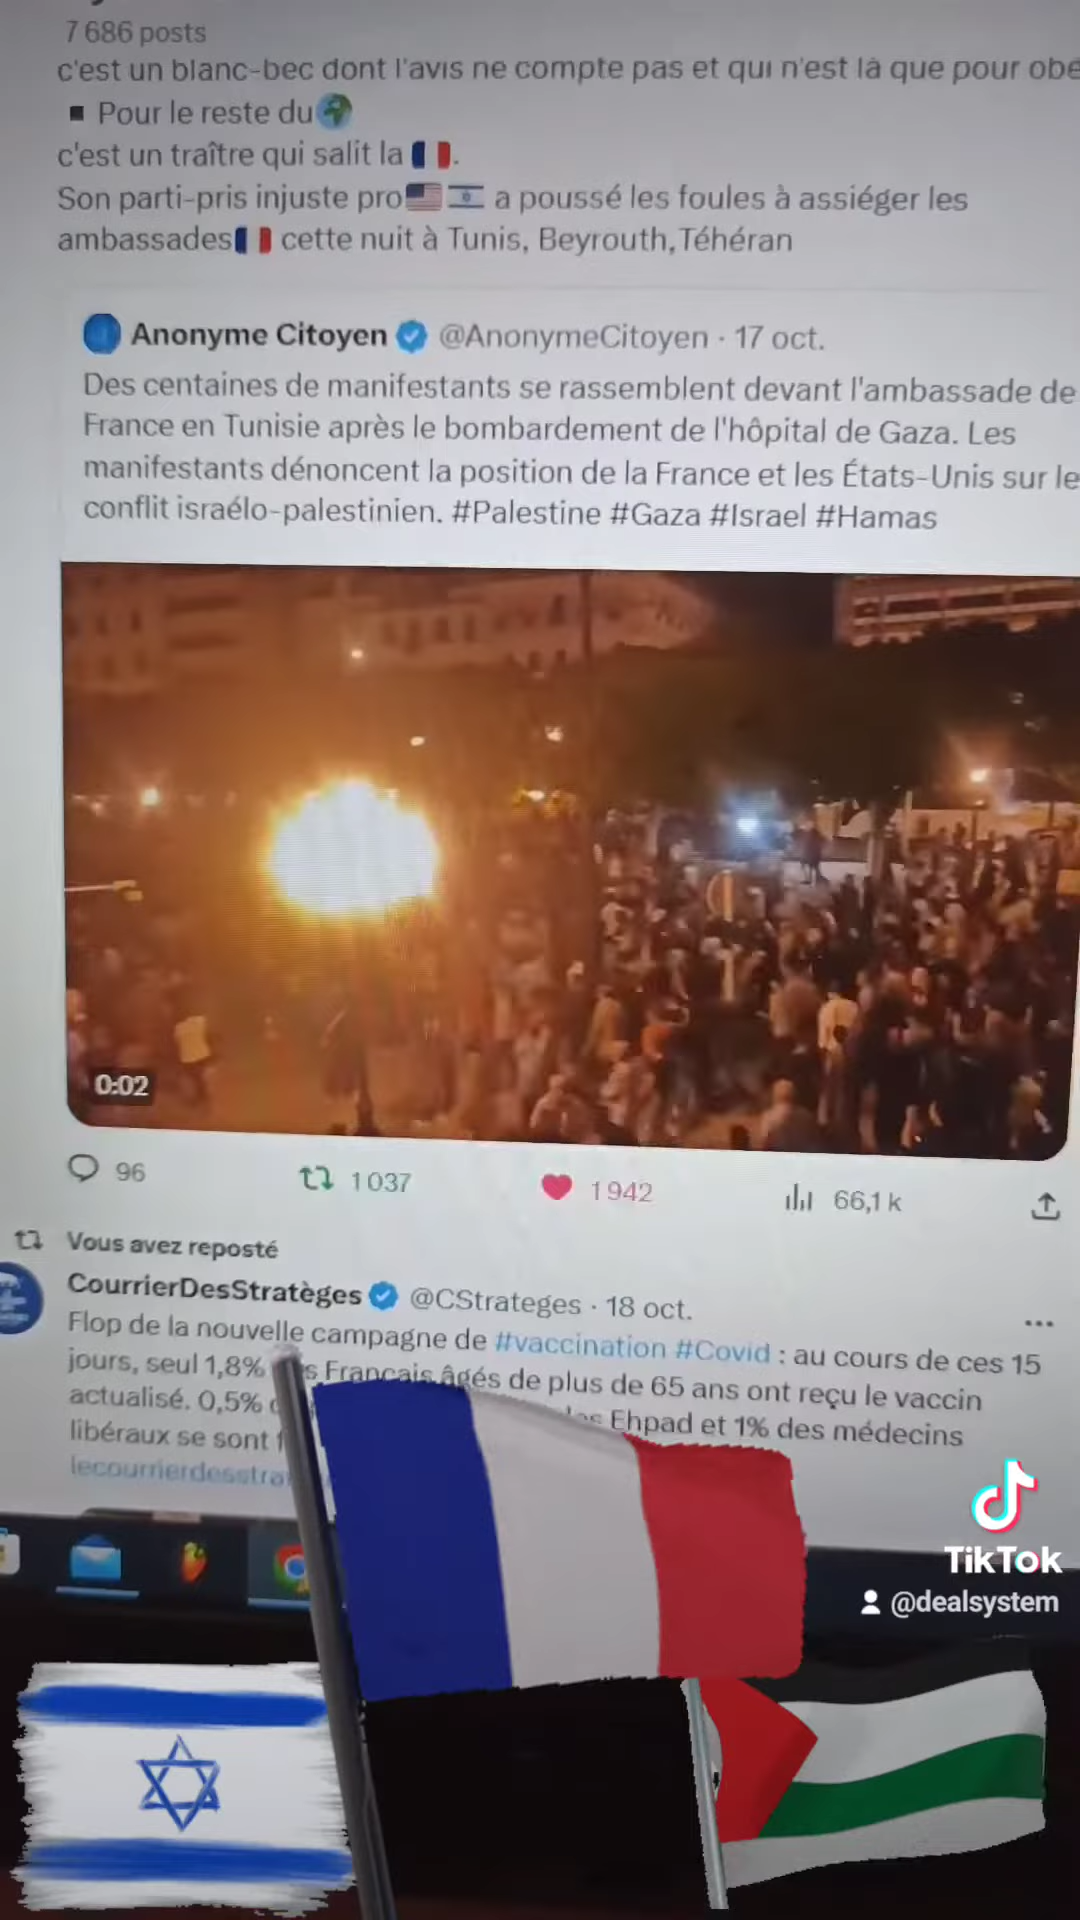 7 686 posts
c'est un blanc-bec dont l'avis ne compte pas et qui n'est là que pour obé
▪ Pour le reste du🌍
c'est un traître qui salit la 🇫🇷.
Son parti-pris injuste pro🇺🇸🇮🇱 a poussé les foules à assiéger les
ambassades🇫🇷 cette nuit à Tunis, Beyrouth,Téhéran
Anonyme Citoyen @AnonymeCitoyen · 17 oct.
Des centaines de manifestants se rassemblent devant l'ambassade de
France en Tunisie après le bombardement de l'hôpital de Gaza. Les
manifestants dénoncent la position de la France et les États-Unis sur le
conflit israélo-palestinien. #Palestine #Gaza #Israel #Hamas
0:02
96 1 037 1 942 66,1 k
Vous avez reposté
CourrierDesStratèges @CStrateges · 18 oct.
Flop de la nouvelle campagne de #vaccination #Covid : au cours de ces 15
jours, seul 1,8% Français âgés de plus de 65 ans ont reçu le vaccin
actualisé. 0,5% Ehpad et 1% des médecins
libéraux se sont
lecourrierdesstra
TikTok
@dealsystem